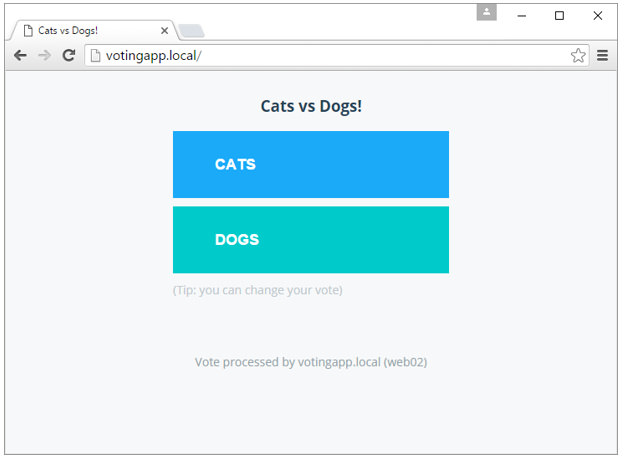 Cats vs Dogs!
votingapp.local/
Cats vs Dogs!
CATS
DOGS
(Tip: you can change your vote)
Vote processed by votingapp.local (web02)